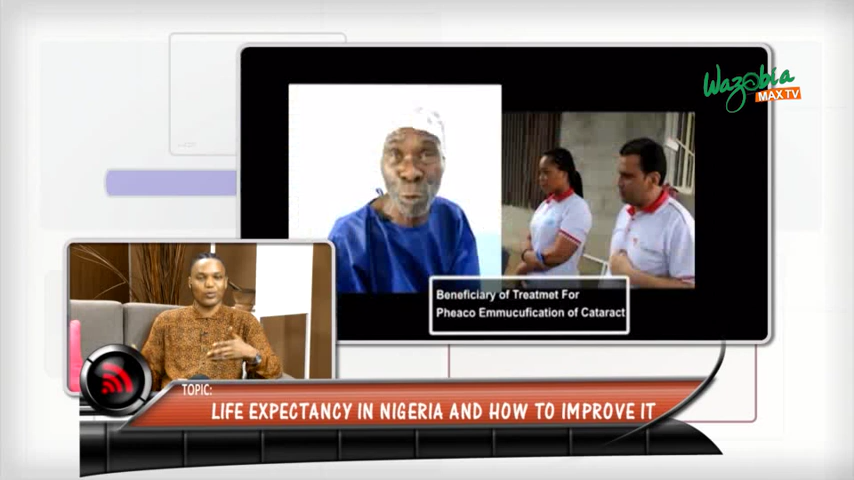 Wazobia
MAX TV
Beneficiary of Treatmet For
Pheaco Emmucufication of Cataract
TOPIC:
LIFE EXPECTANCY IN NIGERIA AND HOW TO IMPROVE IT